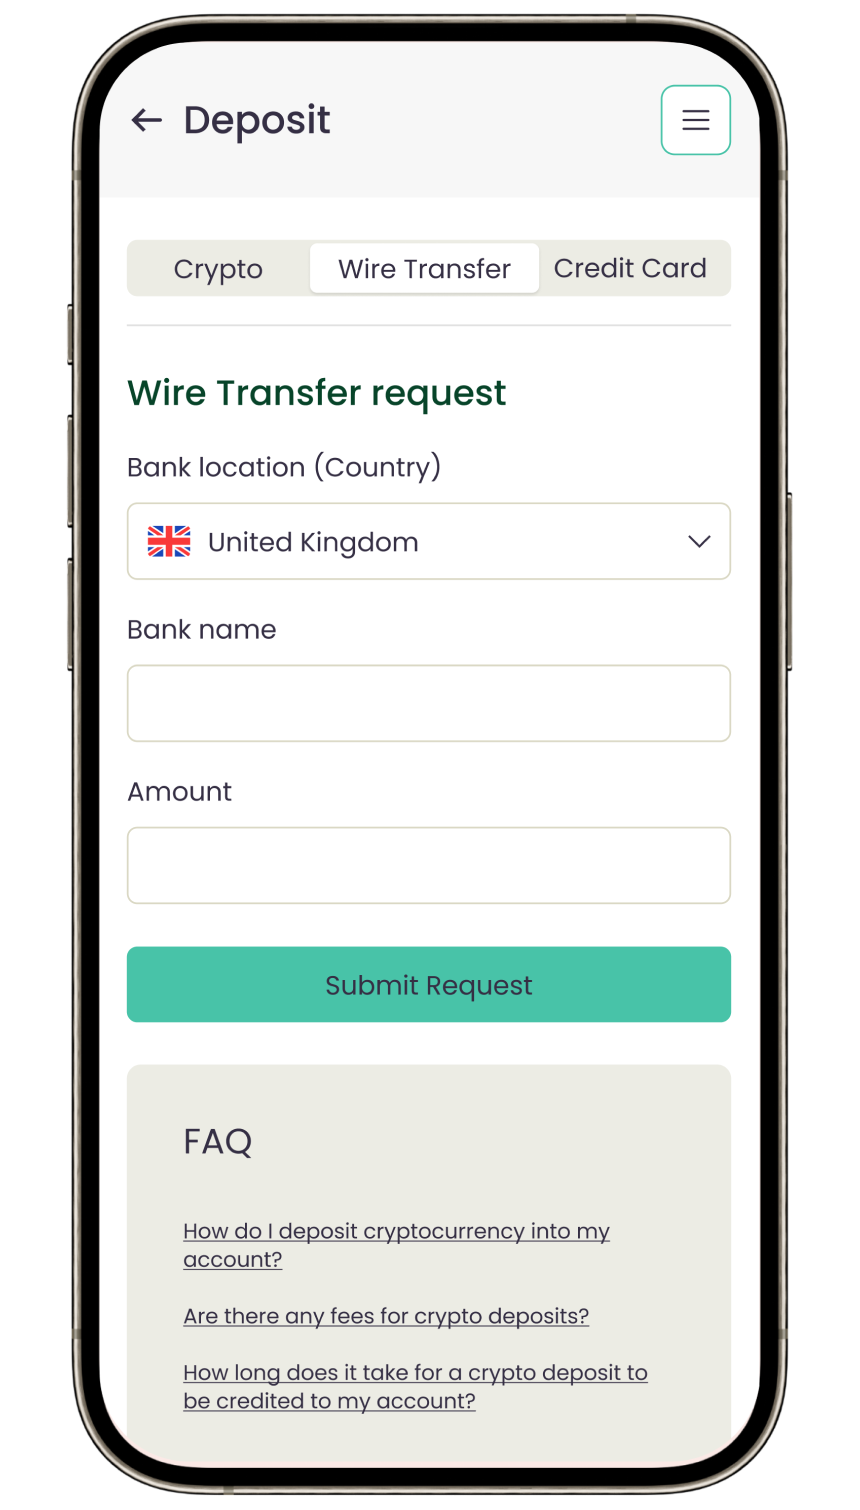 Deposit
Crypto Wire Transfer Credit Card
Wire Transfer request
Bank location (Country)
United Kingdom
Bank name
Amount
Submit Request
FAQ
How do I deposit cryptocurrency into my
account?
Are there any fees for crypto deposits?
How long does it take for a crypto deposit to
be credited to my account?